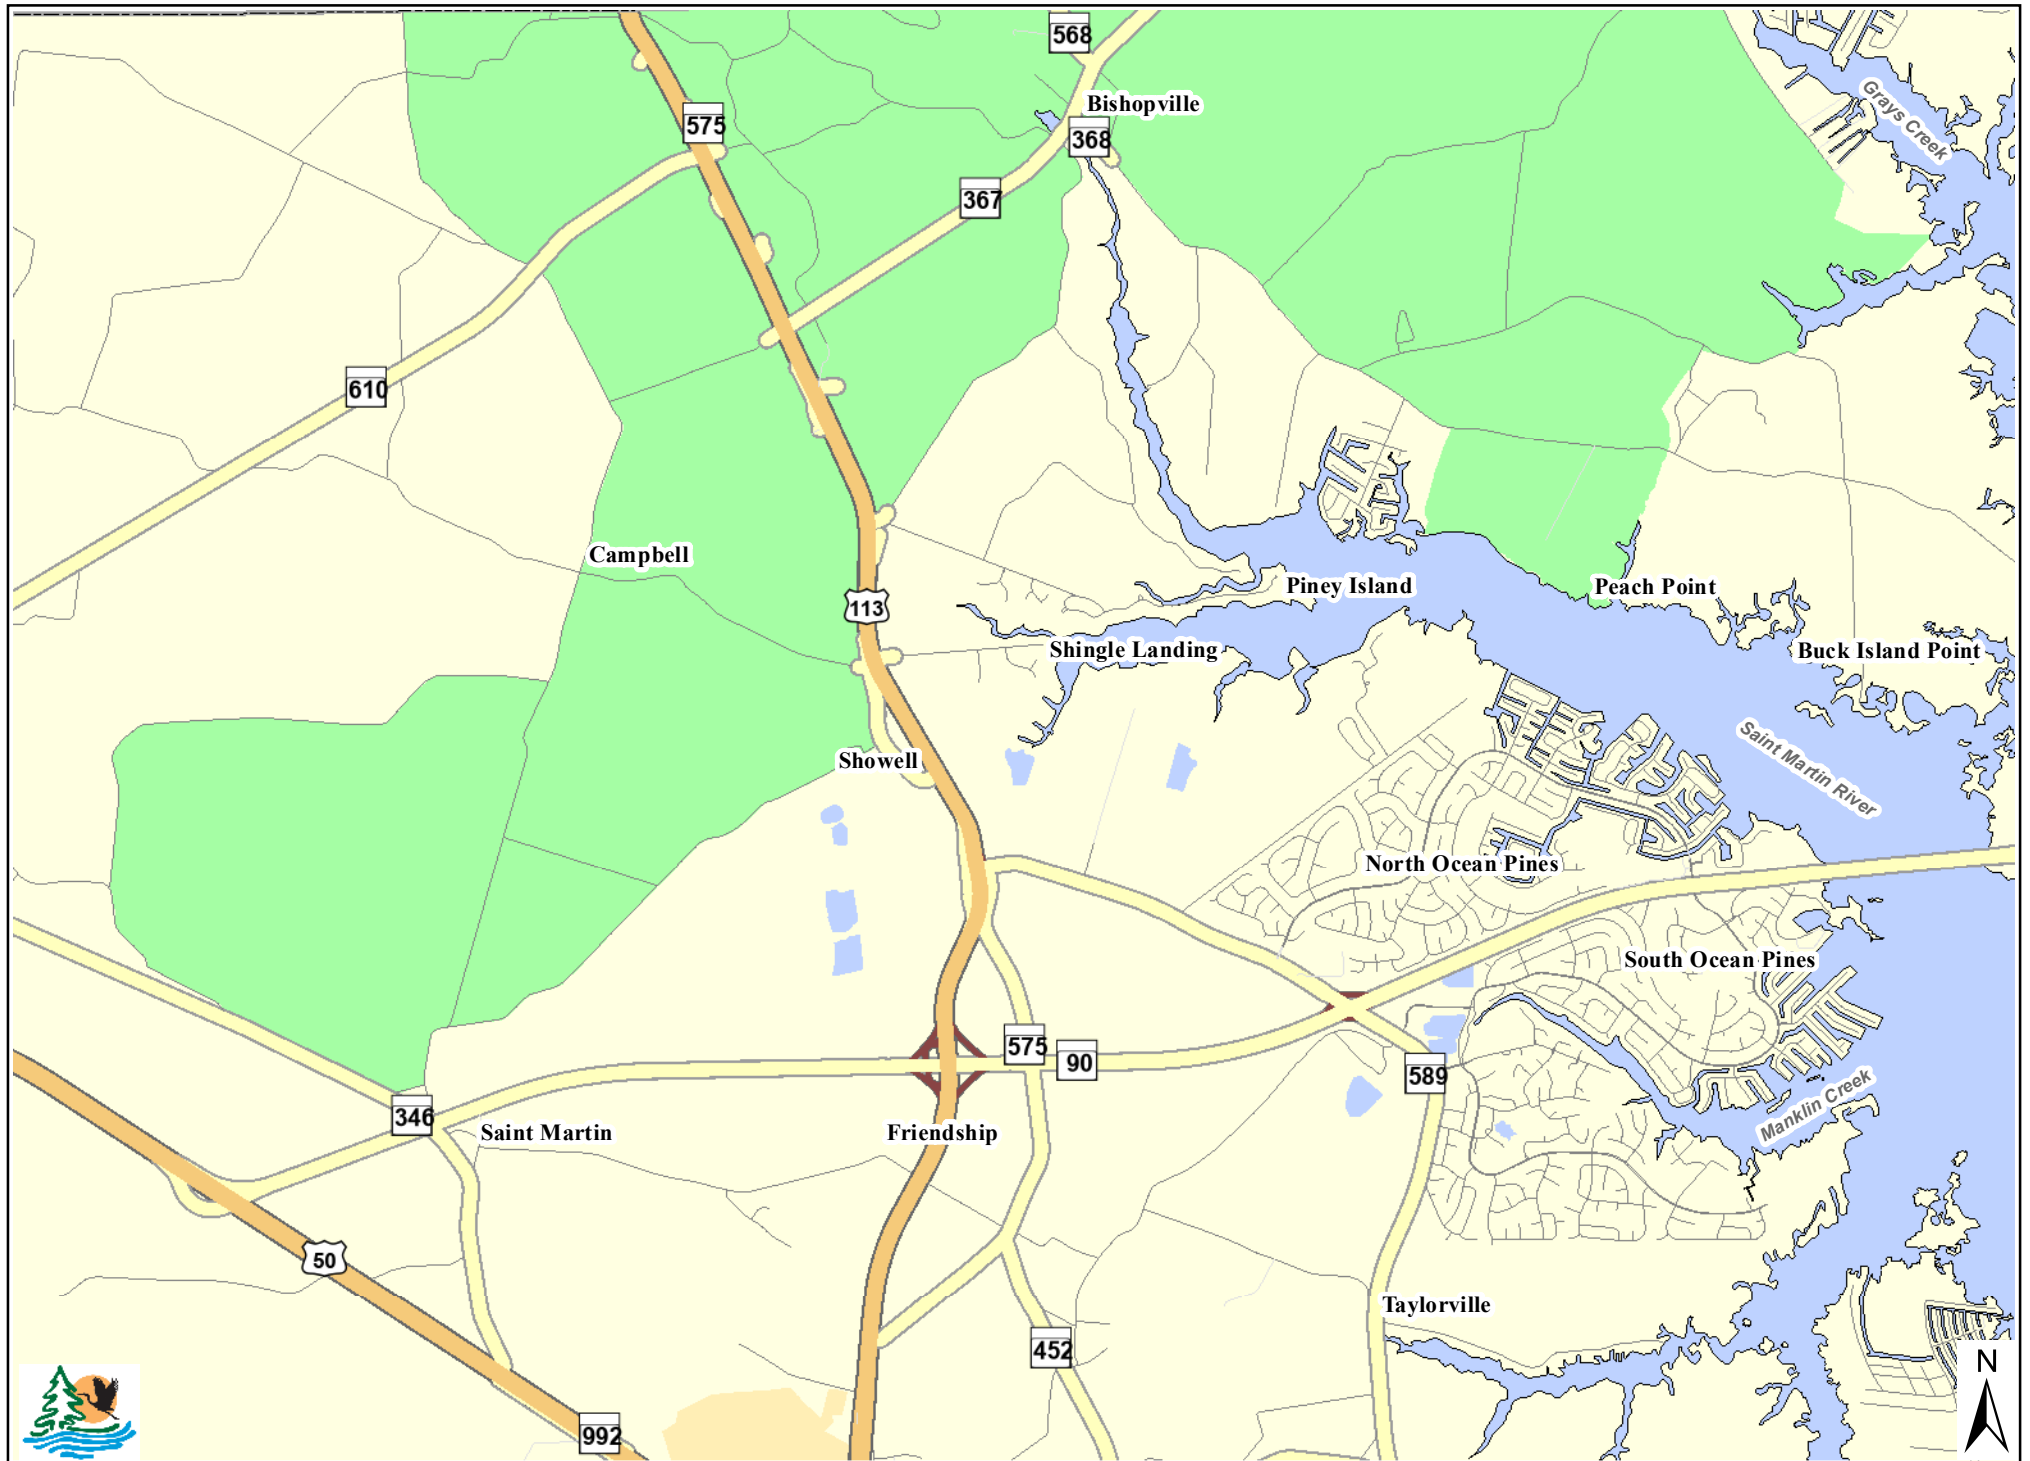 568
Bishopville
Grays Creek
575
368
367
610
Campbell
Piney Island
Peach Point
113
Shingle Landing
Buck Island Point
Saint Martin River
Showell
North Ocean Pines
South Ocean Pines
575
90
589
Manklin Creek
346
Saint Martin
Friendship
50
Taylorville
452
N
992